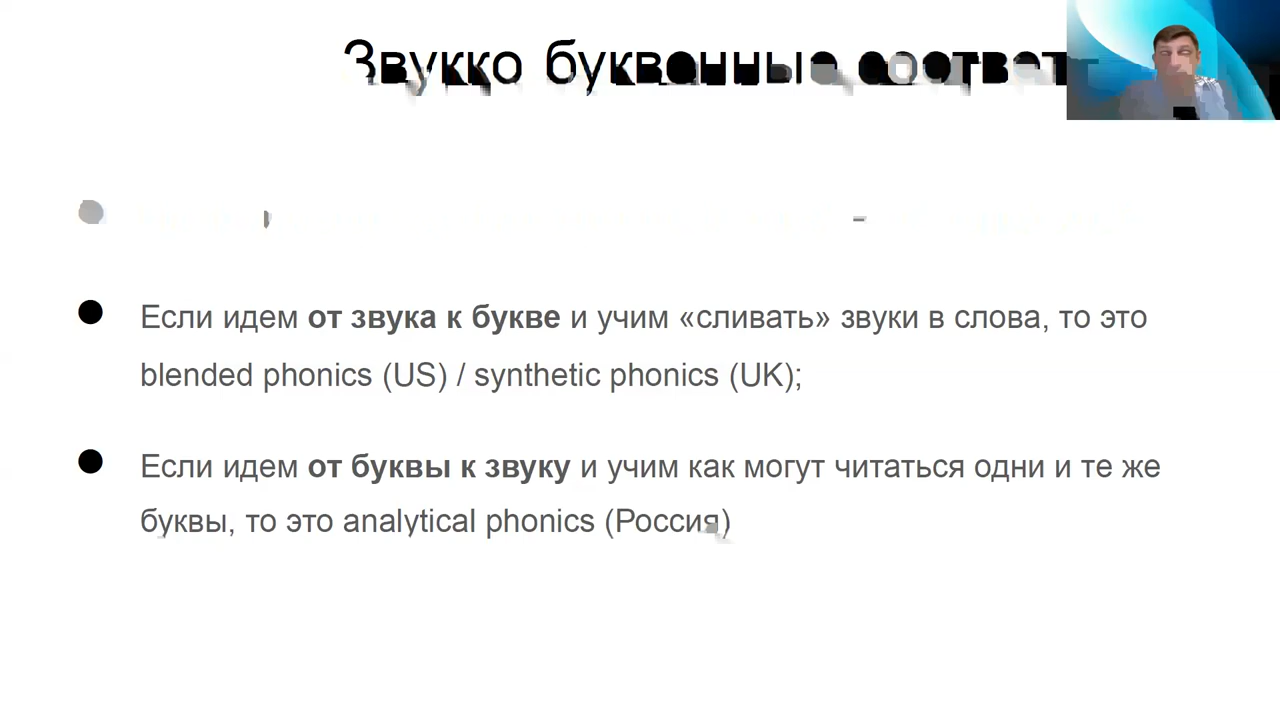 Звукко буквенные соответ
Если идем от звука к букве и учим «сливать» звуки в слова, то это
blended phonics (US) / synthetic phonics (UK);
Если идем от буквы к звуку и учим как могут читаться одни и те же
буквы, то это analytical phonics (Россия)